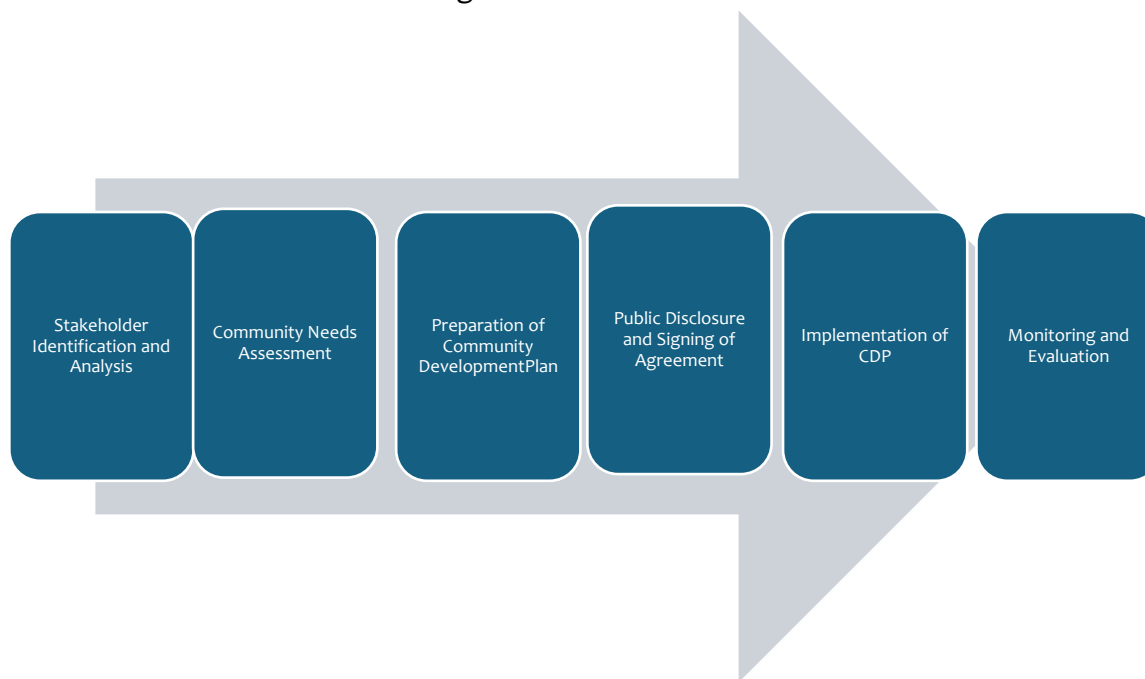 Stakeholder
Identification and
Analysis
Community Needs
Assessment
Preparation of
Community
DevelopmentPlan
Public Disclosure
and Signing of
Agreement
Implementation of
CDP
Monitoring and
Evaluation